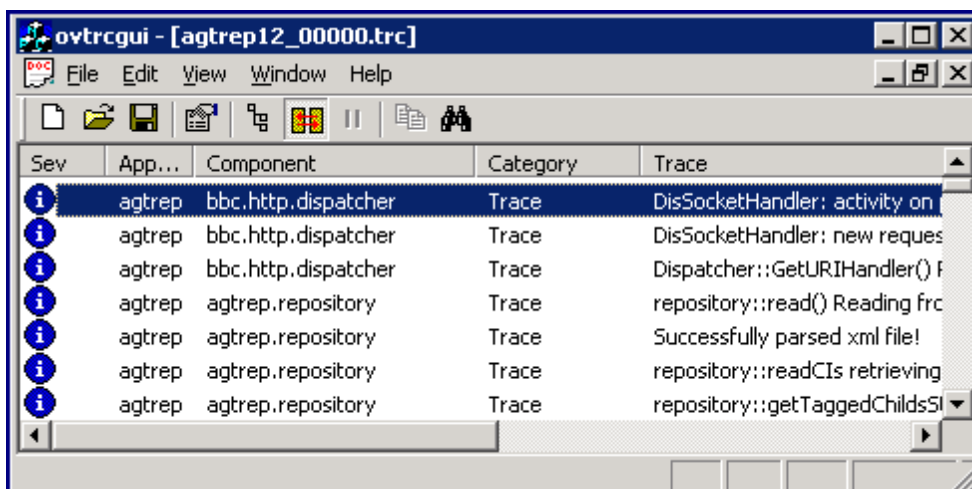 ovtrcgui - [agtrep12_00000.trc]
File Edit View Window Help
Sev App... Component Category Trace
agtrep bbc.http.dispatcher Trace DisSocketHandler: activity on
agtrep bbc.http.dispatcher Trace DisSocketHandler: new reques
agtrep bbc.http.dispatcher Trace Dispatcher::GetURIHandler()
agtrep agtrep.repository Trace repository::read() Reading fro
agtrep agtrep.repository Trace Successfully parsed xml file!
agtrep agtrep.repository Trace repository::readCIs retrieving
agtrep agtrep.repository Trace repository::getTaggedChildsS